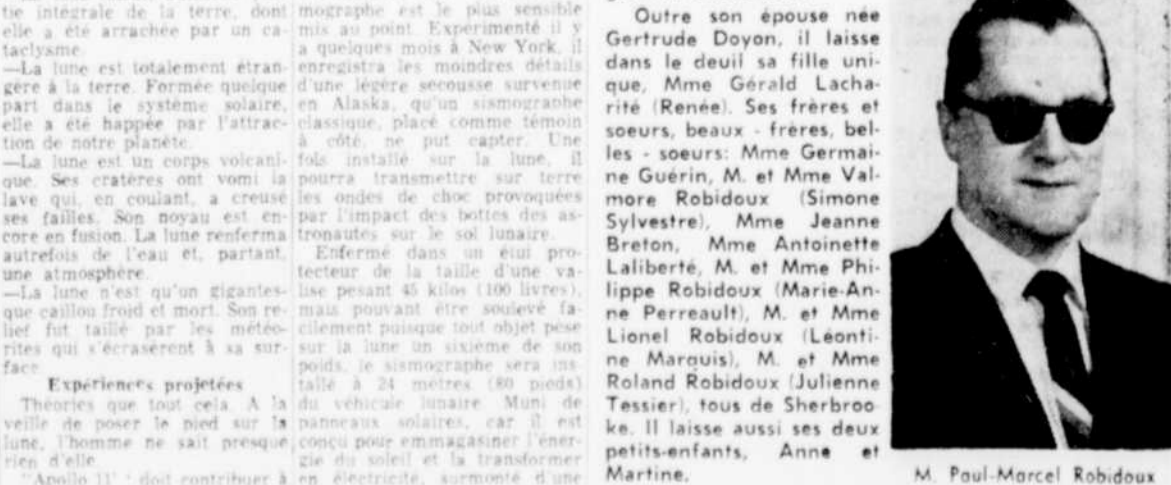 tie intégrale de la terre, dont
elle a été arrachée par un ca-
taclysme.
—La lune est totalement étran-
gère à la terre. Formée quelque
part dans le système solaire,
elle a été happée par l'attrac-
tion de notre planète.
—La lune est un corps volcani-
que. Ses cratères ont vomi la
lave qui, en coulant, a creusé
ses failles. Son noyau est en-
core en fusion. La lune renferma
autrefois de l'eau et, partant,
une atmosphère.
—La lune n'est qu'un gigantes-
que caillou froid et mort. Son re-
lief fut taillé par les météo-
rites qui s'écrasèrent à sa sur-
face.
Expériences projetées
Théories que tout cela. A la
veille de poser le pied sur la
lune, l'homme ne sait presque
rien d'elle.
"Apollo 11" doit contribuer à
mographe est le plus sensible
mis au point. Expérimenté il y
a quelques mois à New York, il
enregistra les moindres détails
d'une légère secousse survenue
en Alaska, qu'un sismographe
classique, placé comme témoin
à côté, ne put capter. Une
fois installé sur la lune, il
pourra transmettre sur terre
les ondes de choc provoquées
par l'impact des bottes des as-
tronautes sur le sol lunaire.
Enfermé dans un étui pro-
tecteur de la taille d'une va-
lise pesant 45 kilos (100 livres),
mais pouvant être soulevé fa-
cilement puisque tout objet pèse
sur la lune un sixième de son
poids, le sismographe sera ins-
tallé à 24 mètres (80 pieds)
du véhicule lunaire. Muni de
panneaux solaires, car il est
conçu pour emmagasiner l'éner-
gie du soleil et la transformer
en électricité, surmonté d'une
Outre son épouse née
Gertrude Doyon, il laisse
dans le deuil sa fille uni-
que, Mme Gérald Lacha-
rité (Renée). Ses frères et
soeurs, beaux - frères, bel-
les - soeurs: Mme Germai-
ne Guérin, M. et Mme Val-
more Robidoux (Simone
Sylvestre), Mme Jeanne
Breton, Mme Antoinette
Laliberté, M. et Mme Phi-
lippe Robidoux (Marie-An-
ne Perreault), M. et Mme
Lionel Robidoux (Léonti-
ne Marquis), M. et Mme
Roland Robidoux (Julienne
Tessier), tous de Sherbroo-
ke. Il laisse aussi ses deux
petits-enfants, Anne et
Martine.
M. Paul-Marcel Robidoux